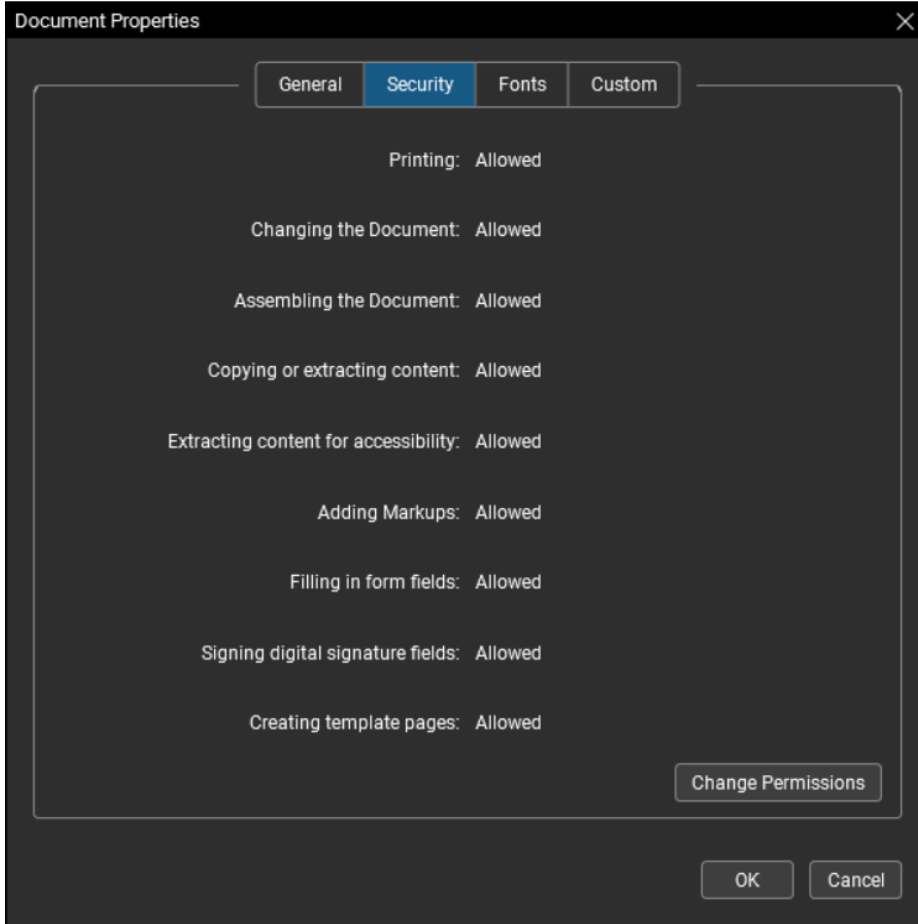 Document Properties
General Security Fonts Custom
Printing: Allowed
Changing the Document: Allowed
Assembling the Document: Allowed
Copying or extracting content: Allowed
Extracting content for accessibility: Allowed
Adding Markups: Allowed
Filling in form fields: Allowed
Signing digital signature fields: Allowed
Creating template pages: Allowed
Change Permissions
OK Cancel